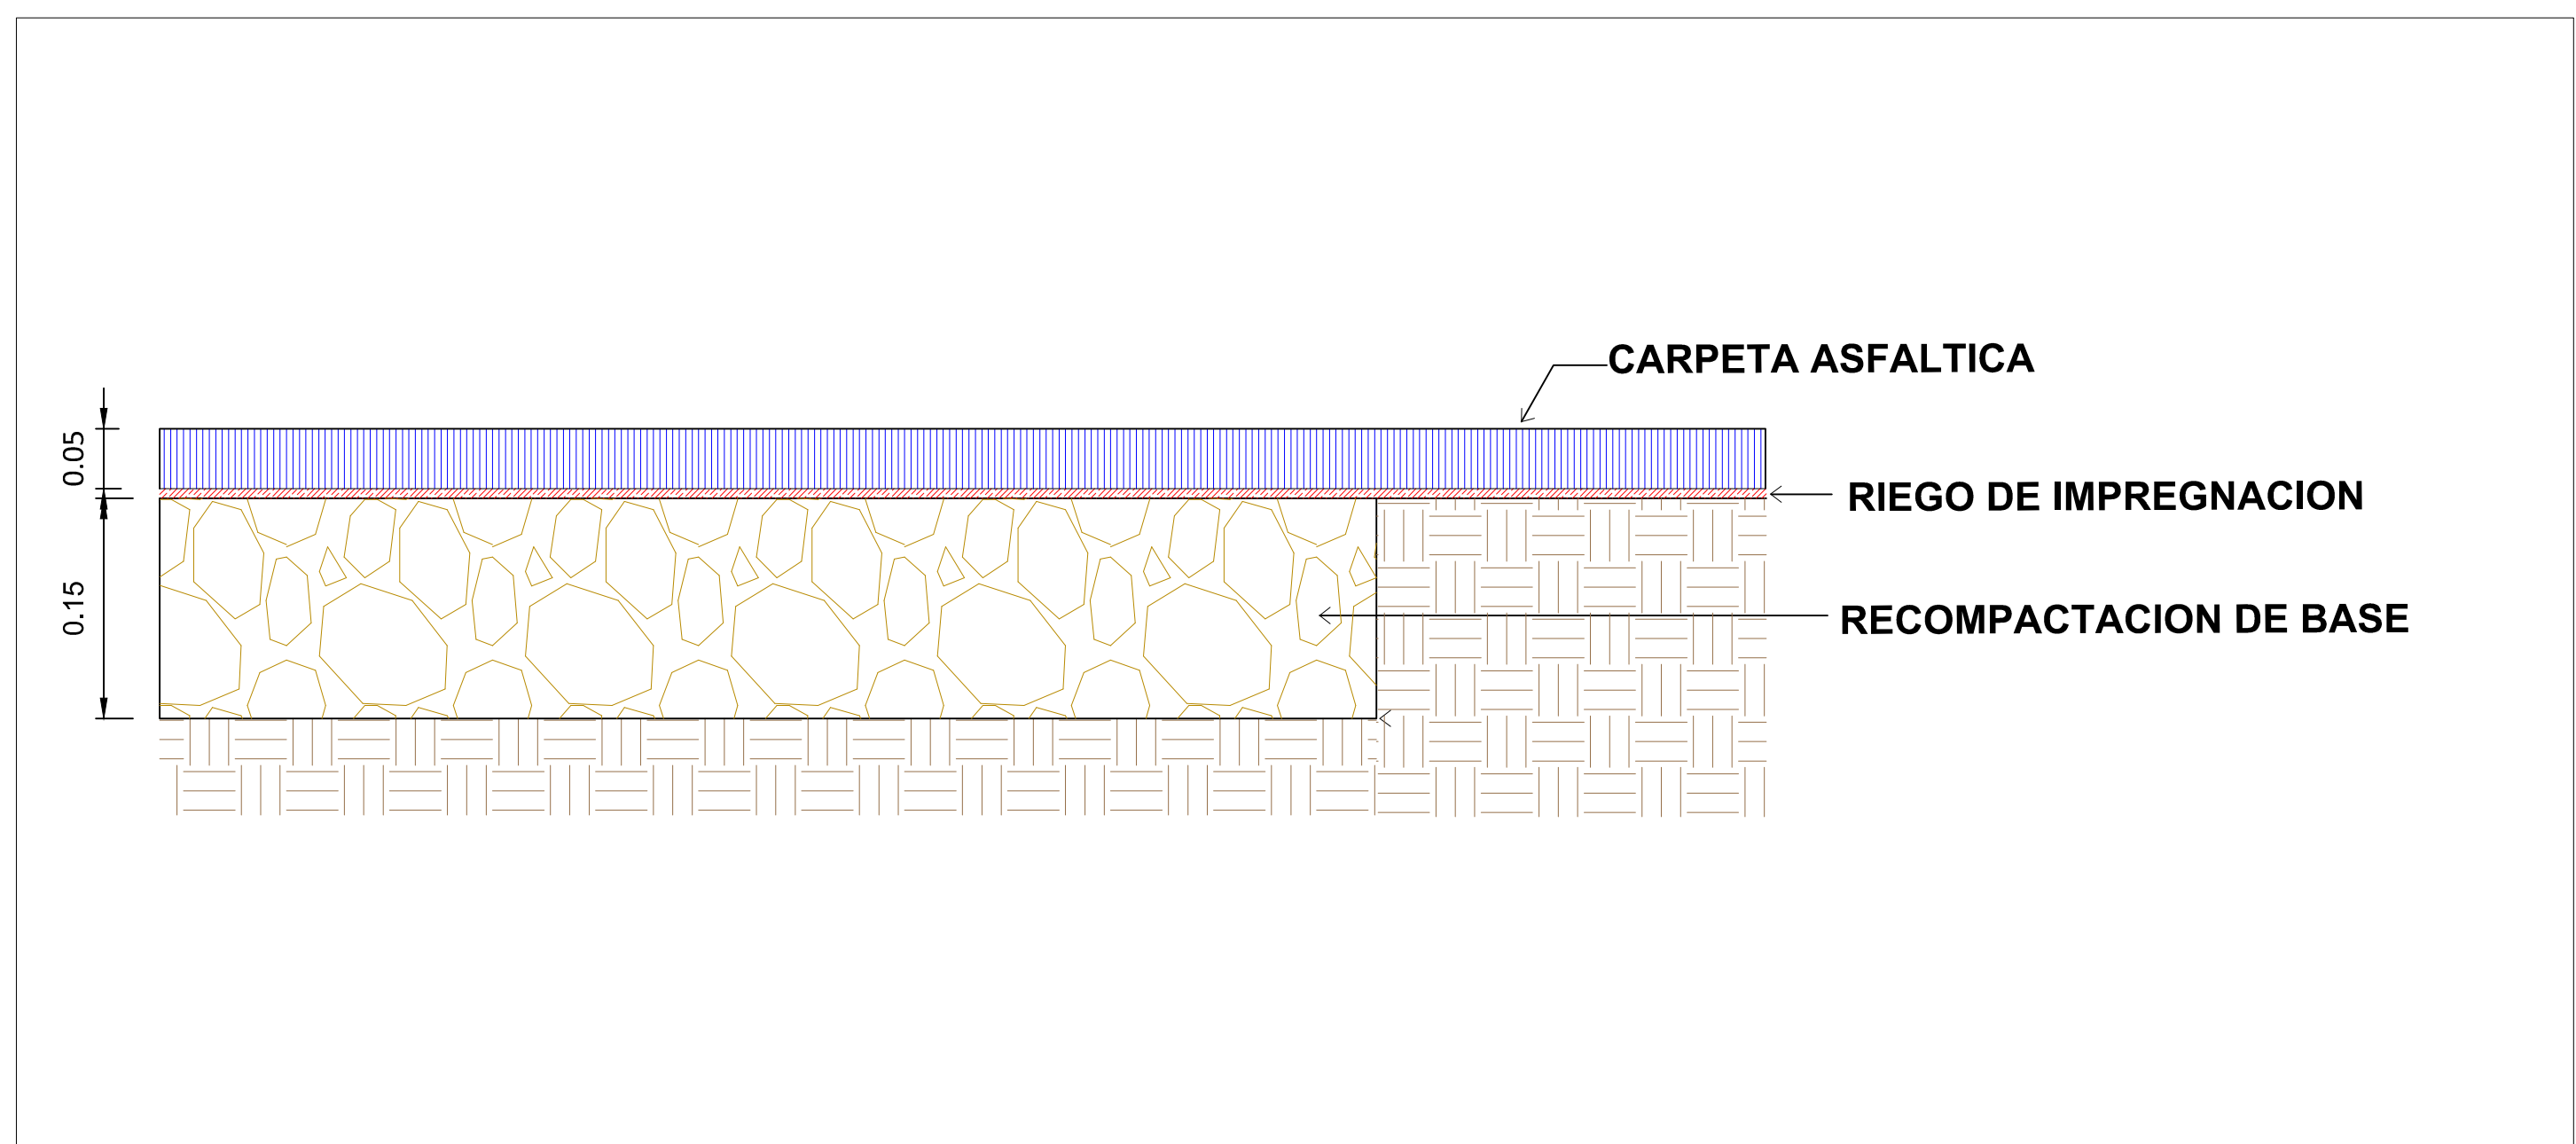 CARPETA ASFALTICA
0.05
RIEGO DE IMPREGNACION
0.15
RECOMPACTACION DE BASE